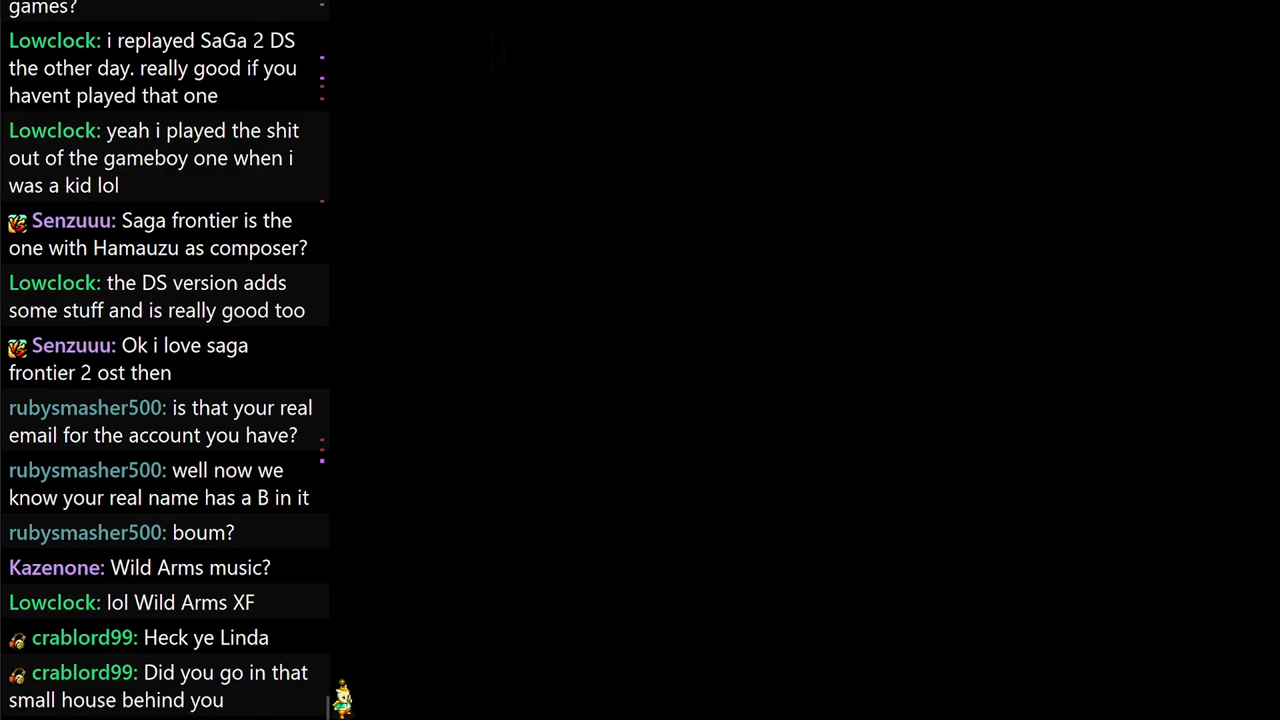 games?
Lowclock: i replayed SaGa 2 DS
the other day. really good if you
havent played that one
Lowclock: yeah i played the shit
out of the gameboy one when i
was a kid lol
Senzuuu: Saga frontier is the
one with Hamauzu as composer?
Lowclock: the DS version adds
some stuff and is really good too
Senzuuu: Ok i love saga
frontier 2 ost then
rubysmasher500: is that your real
email for the account you have?
rubysmasher500: well now we
know your real name has a B in it
rubysmasher500: boum?
Kazenone: Wild Arms music?
Lowclock: lol Wild Arms XF
crablord99: Heck ye Linda
crablord99: Did you go in that
small house behind you